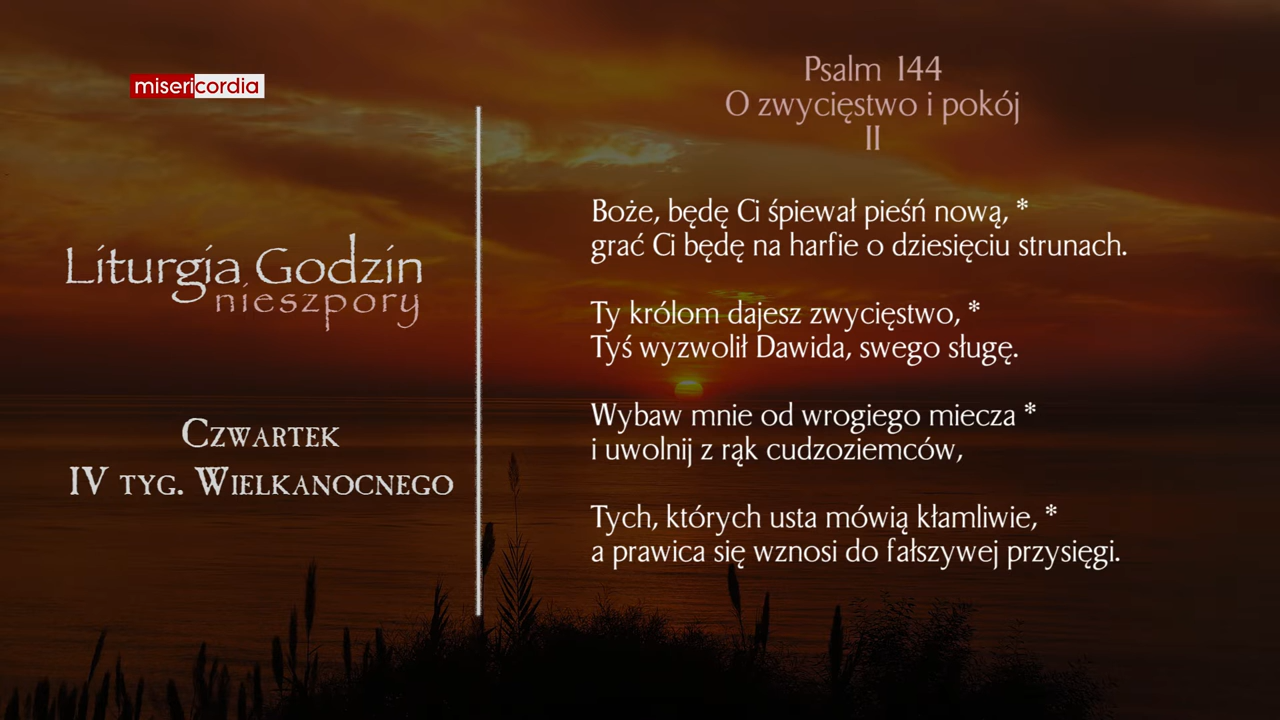 misericordia
Liturgia Godzin
nieszpory
Czwartek
IV tyg. Wielkanocnego
Psalm 144
O zwycięstwo i pokój
II
Boże, będę Ci śpiewał pieśń nową, *
grać Ci będę na harfie o dziesięciu strunach.
Ty królom dajesz zwycięstwo, *
Tyś wyzwolił Dawida, swego sługę.
Wybaw mnie od wrogiego miecza *
i uwolnij z rąk cudzoziemców,
Tych, których usta mówią kłamliwie, *
a prawica się wznosi do fałszywej przysięgi.